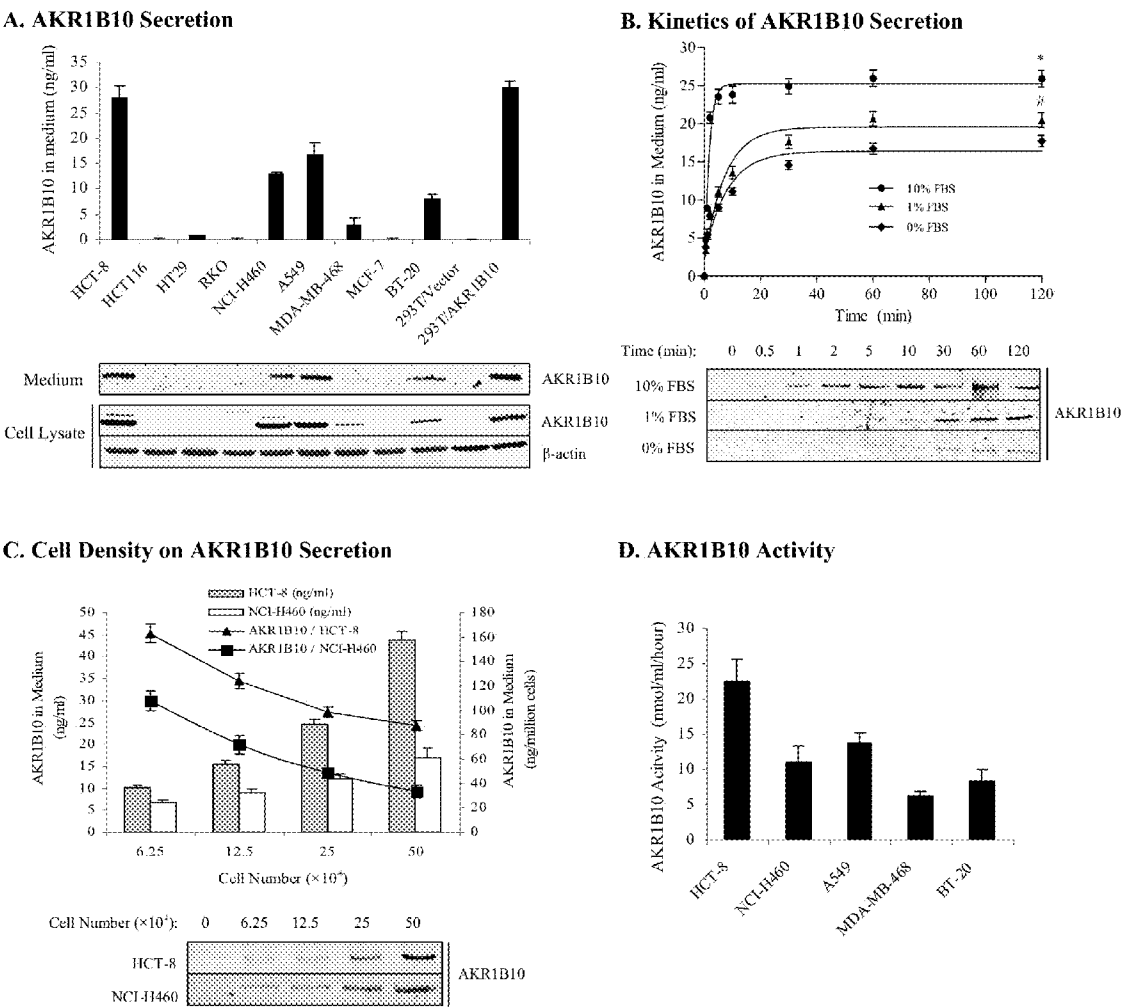 A. AKR1B10 Secretion
AKR1B10 in medium (ng/ml)
35
30
25
20
15
10
5
0
HCT-8
HCT116
HT29
RKO
NCI-H460
A549
MDA-MB-468
MCF-7
BT-20
293T/Vector
293T/AKR1B10
Medium
AKR1B10
Cell Lysate
AKR1B10
β-actin
B. Kinetics of AKR1B10 Secretion
AKR1B10 in Medium (ng/ml)
30
25
20
15
10
5
0
*
#
10% FBS
1% FBS
0% FBS
0 20 40 60 80 100 120
Time (min)
Time (min): 0 0.5 1 2 5 10 30 60 120
10% FBS
1% FBS
0% FBS
AKR1B10
C. Cell Density on AKR1B10 Secretion
HCT-8 (ng/ml)
NCI-H460 (ng/ml)
AKR1B10 / HCT-8
AKR1B10 / NCI-H460
AKR1B10 in Medium
(ng/ml)
50
45
40
35
30
25
20
15
10
5
0
180
160
140
120
100
80
60
40
20
0
AKR1B10 in Medium
(ng/million cells)
6.25 12.5 25 50
Cell Number (×10⁴)
Cell Number (×10⁴): 0 6.25 12.5 25 50
HCT-8
NCI-H460
AKR1B10
D. AKR1B10 Activity
AKR1B10 Acitvity (nmol/ml/hour)
30
25
20
15
10
5
0
HCT-8
NCI-H460
A549
MDA-MB-468
BT-20